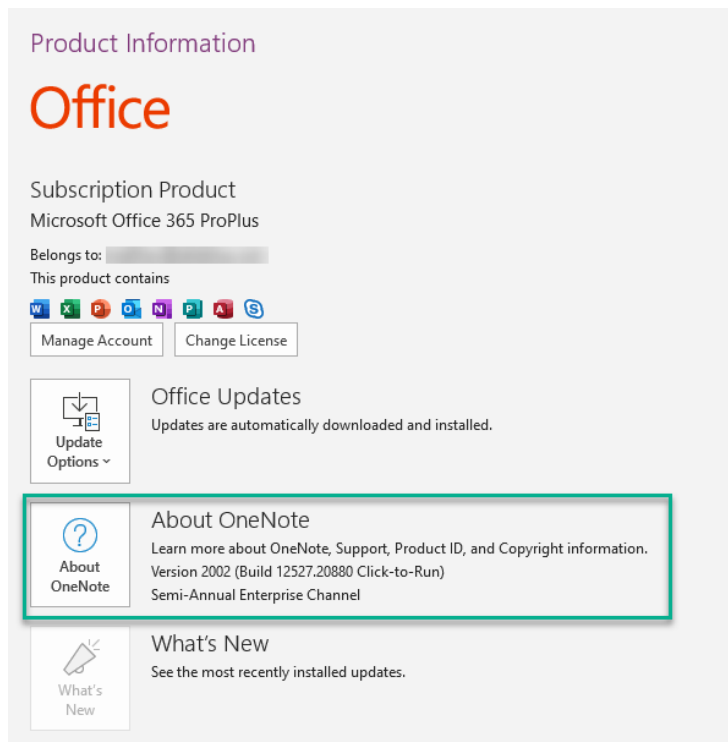 Product Information
Office
Subscription Product
Microsoft Office 365 ProPlus
Belongs to:
This product contains
Manage Account
Change License
Update
Options
Office Updates
Updates are automatically downloaded and installed.
About
OneNote
About OneNote
Learn more about OneNote, Support, Product ID, and Copyright information.
Version 2002 (Build 12527.20880 Click-to-Run)
Semi-Annual Enterprise Channel
What's
New
What's New
See the most recently installed updates.